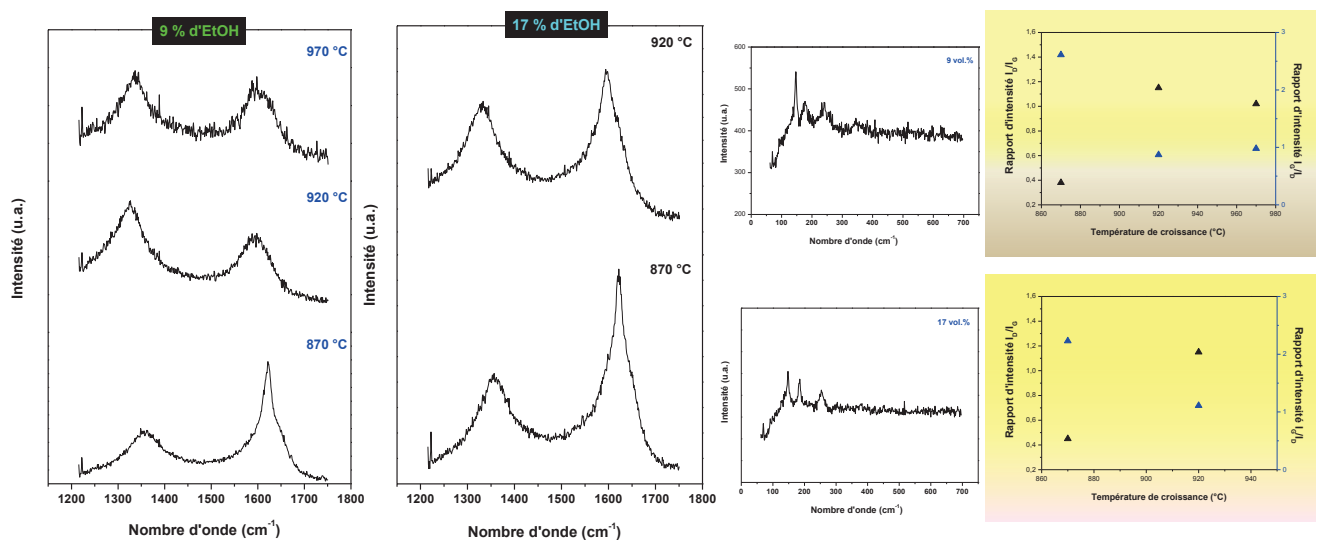 9 % d'EtOH
970 °C
920 °C
870 °C
Intensité (u.a.)
1200 1300 1400 1500 1600 1700 1800
Nombre d'onde (cm-1)
17 % d'EtOH
920 °C
870 °C
Intensité (u.a.)
1200 1300 1400 1500 1600 1700 1800
Nombre d'onde (cm-1)
9 vol.%
600
500
400
300
200
Intensité (u.a.)
0 100 200 300 400 500 600 700
Nombre d'onde (cm-1)
17 vol.%
Intensité (u.a.)
0 100 200 300 400 500 600 700
Nombre d'onde (cm-1)
1,6
1,4
1,2
1,0
0,8
0,6
0,4
0,2
Rapport d'intensité ID/IG
3
2
1
0
Rapport d'intensité IG/ID
860 880 900 920 940 960 980
Température de croissance (°C)
1,6
1,4
1,2
1,0
0,8
0,6
0,4
0,2
Rapport d'intensité ID/IG
3
2
1
0
Rapport d'intensité IG/ID
860 880 900 920 940
Température de croissance (°C)